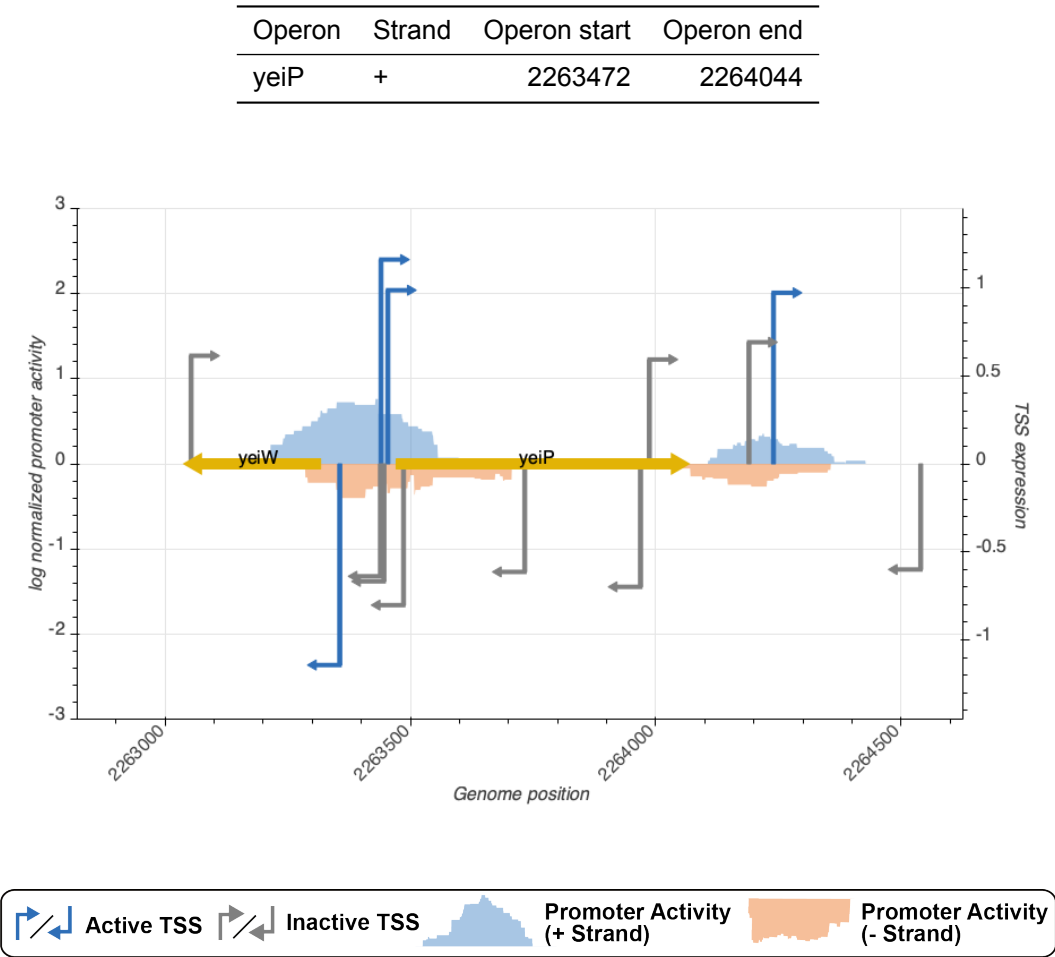 Operon Strand Operon start Operon end
yeiP + 2263472 2264044
3
2
1
0
-1
-2
-3
log normalized promoter activity
1
0.5
0
-0.5
-1
TSS expression
yeiW
yeiP
2263000
2263500
2264000
2264500
Genome position
Active TSS
Inactive TSS
Promoter Activity
(+ Strand)
Promoter Activity
(- Strand)